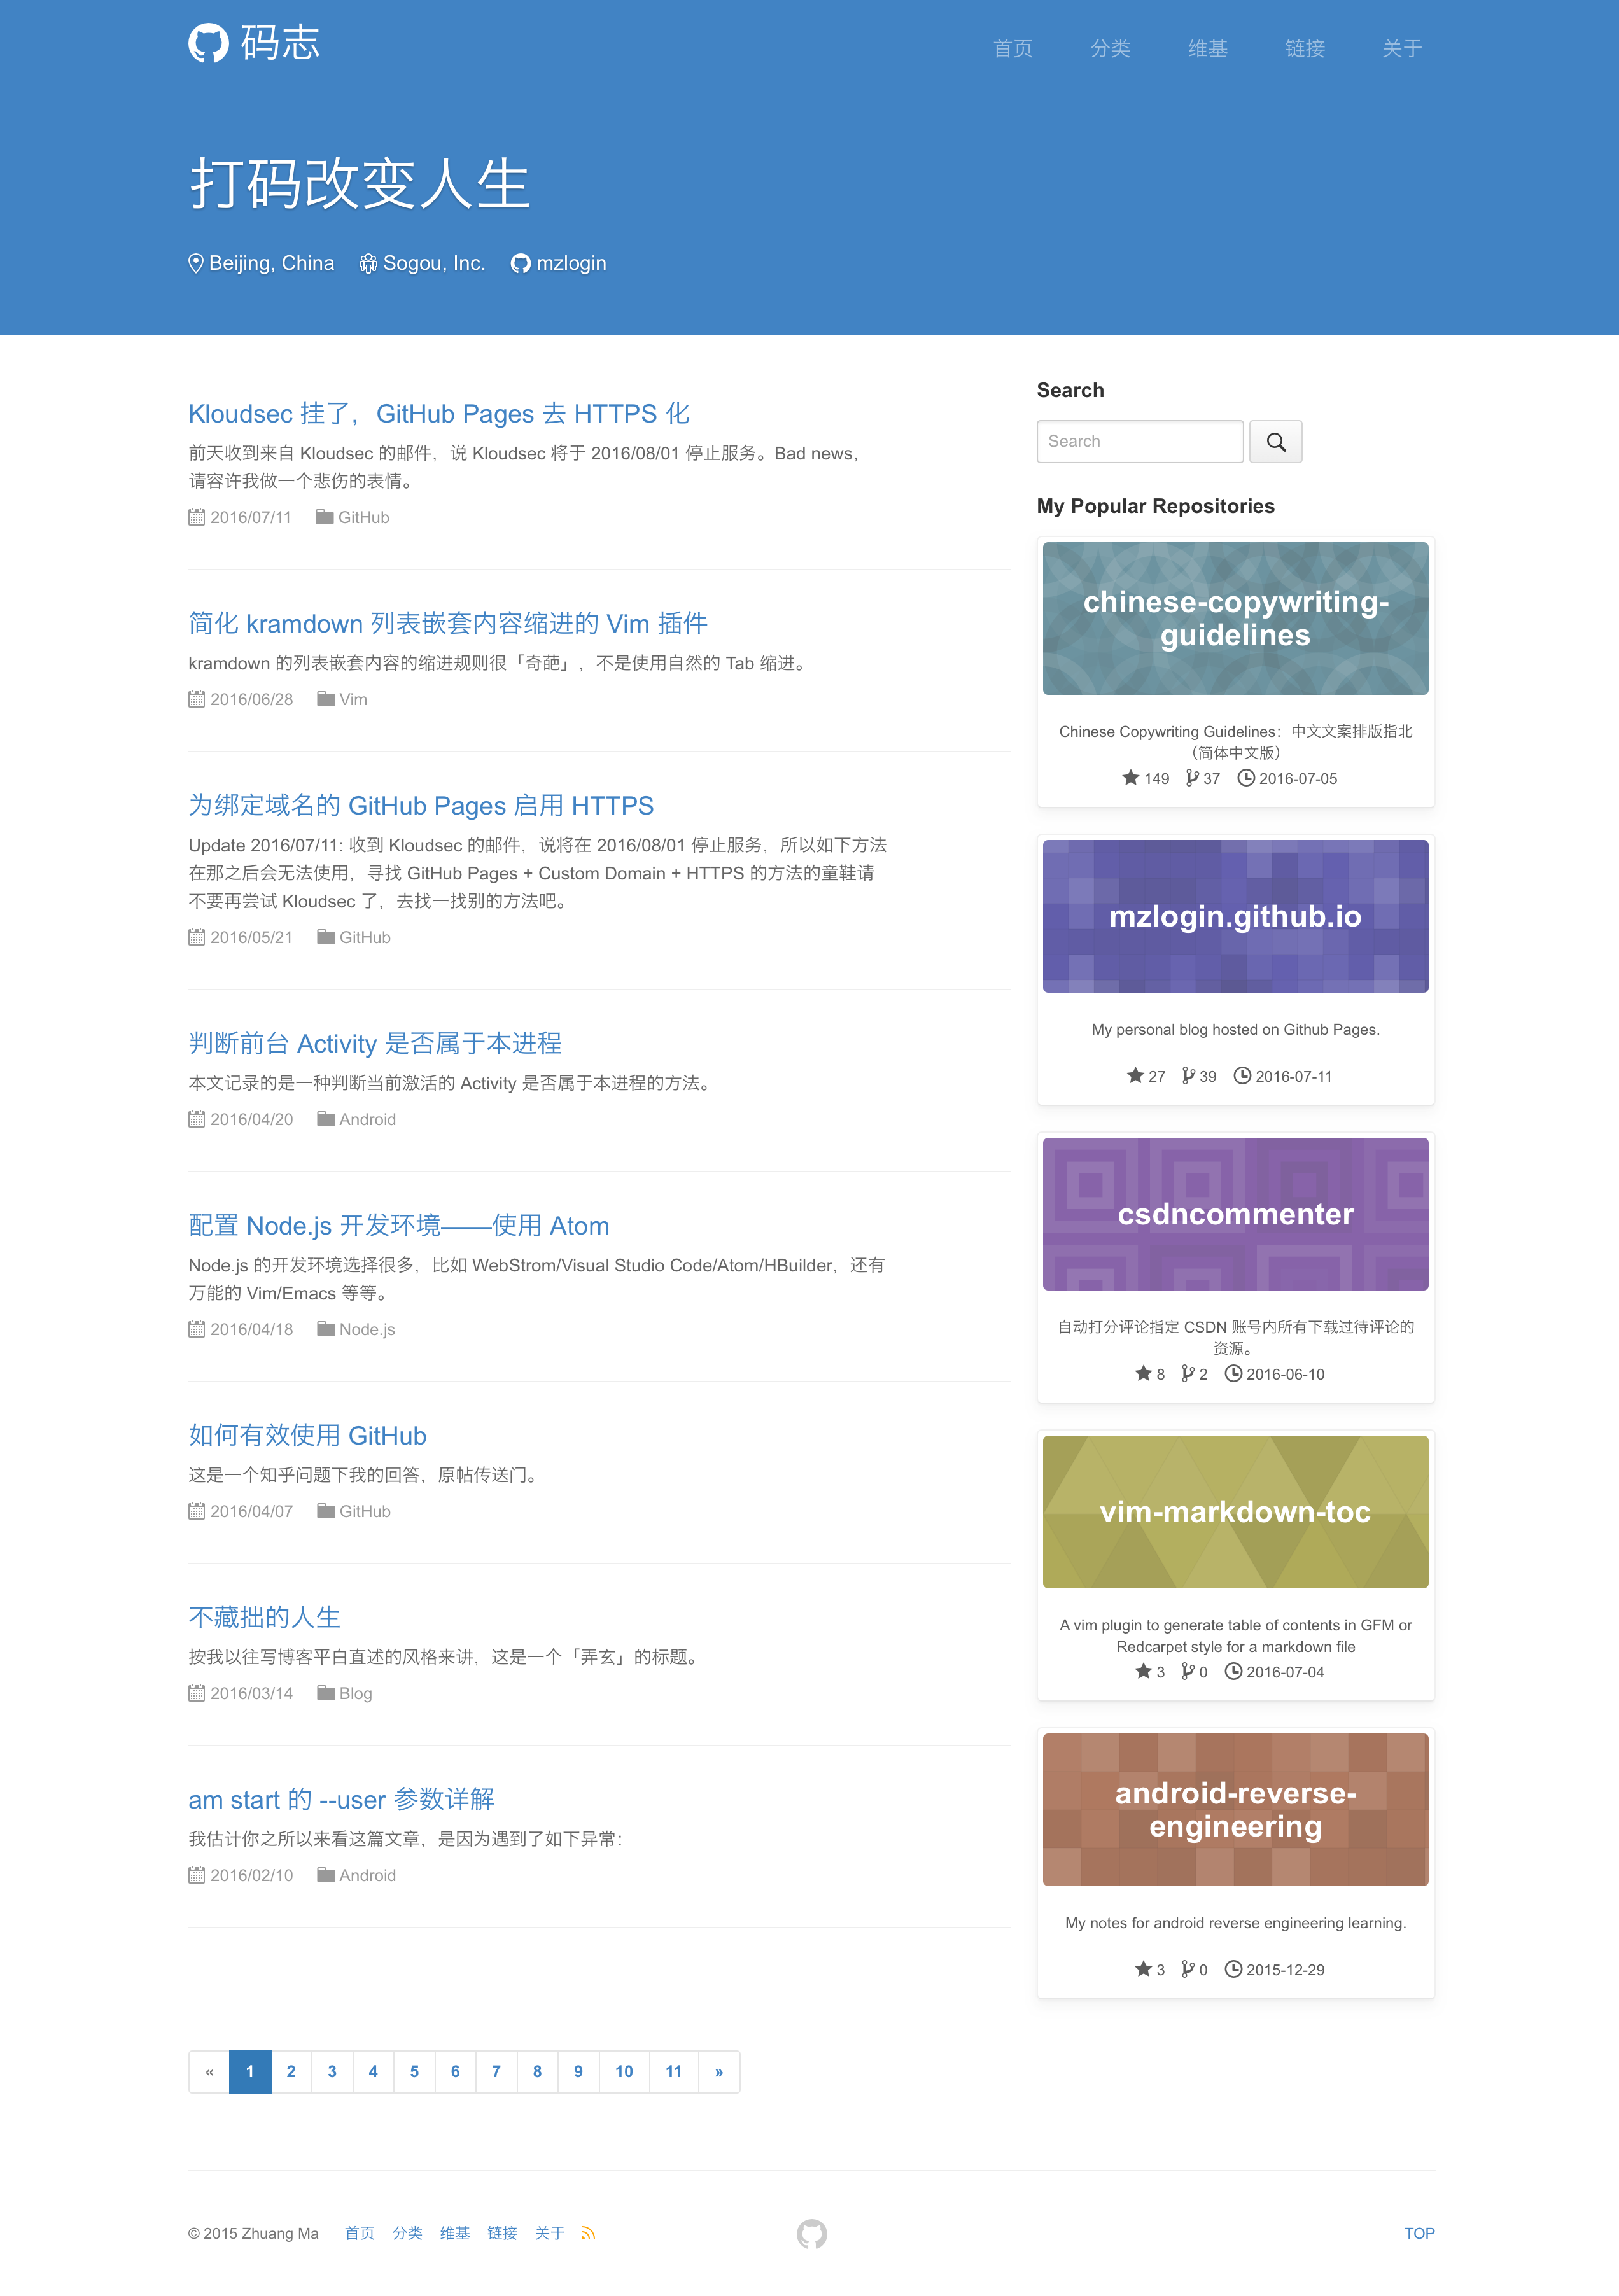 码志
首页 分类 维基 链接 关于
打码改变人生
Beijing, China Sogou, Inc. mzlogin
Kloudsec 挂了，GitHub Pages 去 HTTPS 化
前天收到来自 Kloudsec 的邮件，说 Kloudsec 将于 2016/08/01 停止服务。Bad news，
请容许我做一个悲伤的表情。
2016/07/11 GitHub
简化 kramdown 列表嵌套内容缩进的 Vim 插件
kramdown 的列表嵌套内容的缩进规则很「奇葩」，不是使用自然的 Tab 缩进。
2016/06/28 Vim
为绑定域名的 GitHub Pages 启用 HTTPS
Update 2016/07/11: 收到 Kloudsec 的邮件，说将在 2016/08/01 停止服务，所以如下方法
在那之后会无法使用，寻找 GitHub Pages + Custom Domain + HTTPS 的方法的童鞋请
不要再尝试 Kloudsec 了，去找一找别的方法吧。
2016/05/21 GitHub
判断前台 Activity 是否属于本进程
本文记录的是一种判断当前激活的 Activity 是否属于本进程的方法。
2016/04/20 Android
配置 Node.js 开发环境——使用 Atom
Node.js 的开发环境选择很多，比如 WebStrom/Visual Studio Code/Atom/HBuilder，还有
万能的 Vim/Emacs 等等。
2016/04/18 Node.js
如何有效使用 GitHub
这是一个知乎问题下我的回答，原帖传送门。
2016/04/07 GitHub
不藏拙的人生
按我以往写博客平白直述的风格来讲，这是一个「弄玄」的标题。
2016/03/14 Blog
am start 的 --user 参数详解
我估计你之所以来看这篇文章，是因为遇到了如下异常：
2016/02/10 Android
« 1 2 3 4 5 6 7 8 9 10 11 »
Search
Search
My Popular Repositories
chinese-copywriting-
guidelines
Chinese Copywriting Guidelines：中文文案排版指北
（简体中文版）
149 37 2016-07-05
mzlogin.github.io
My personal blog hosted on Github Pages.
27 39 2016-07-11
csdncommenter
自动打分评论指定 CSDN 账号内所有下载过待评论的
资源。
8 2 2016-06-10
vim-markdown-toc
A vim plugin to generate table of contents in GFM or
Redcarpet style for a markdown file
3 0 2016-07-04
android-reverse-
engineering
My notes for android reverse engineering learning.
3 0 2015-12-29
© 2015 Zhuang Ma 首页 分类 维基 链接 关于 TOP